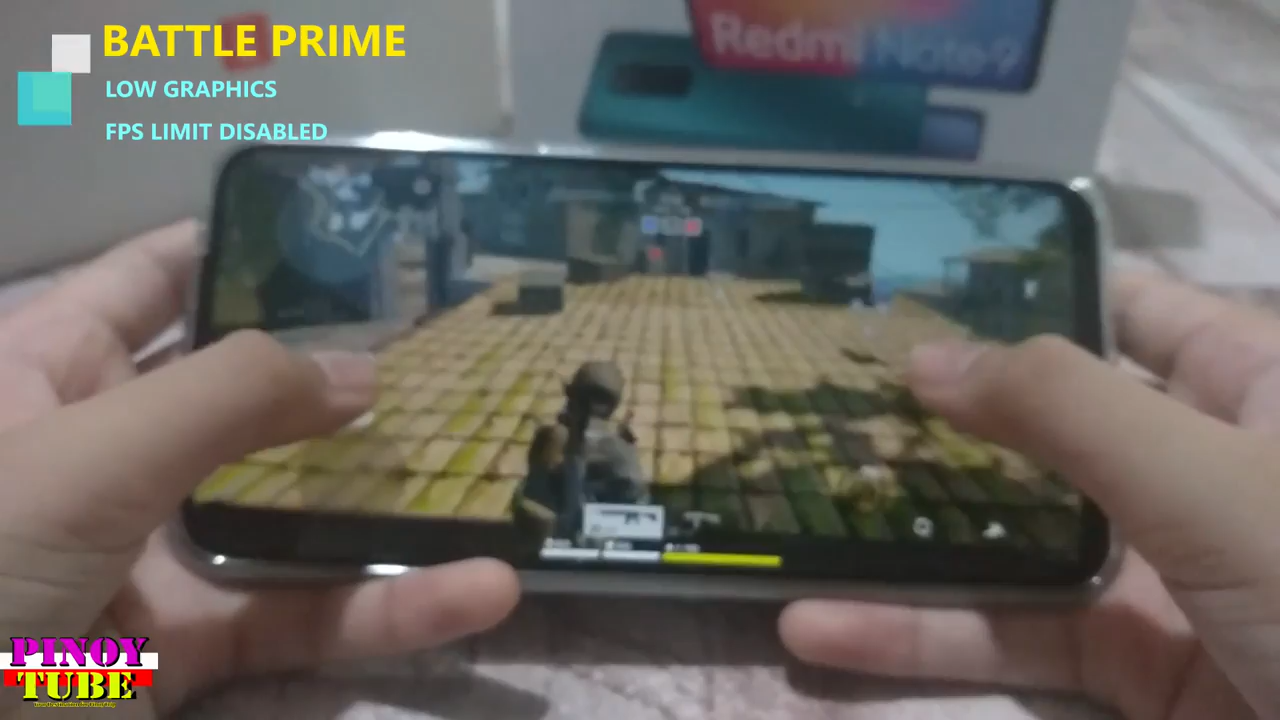 BATTLE PRIME
LOW GRAPHICS
FPS LIMIT DISABLED
Redmi Note 9
PINOY
TUBE